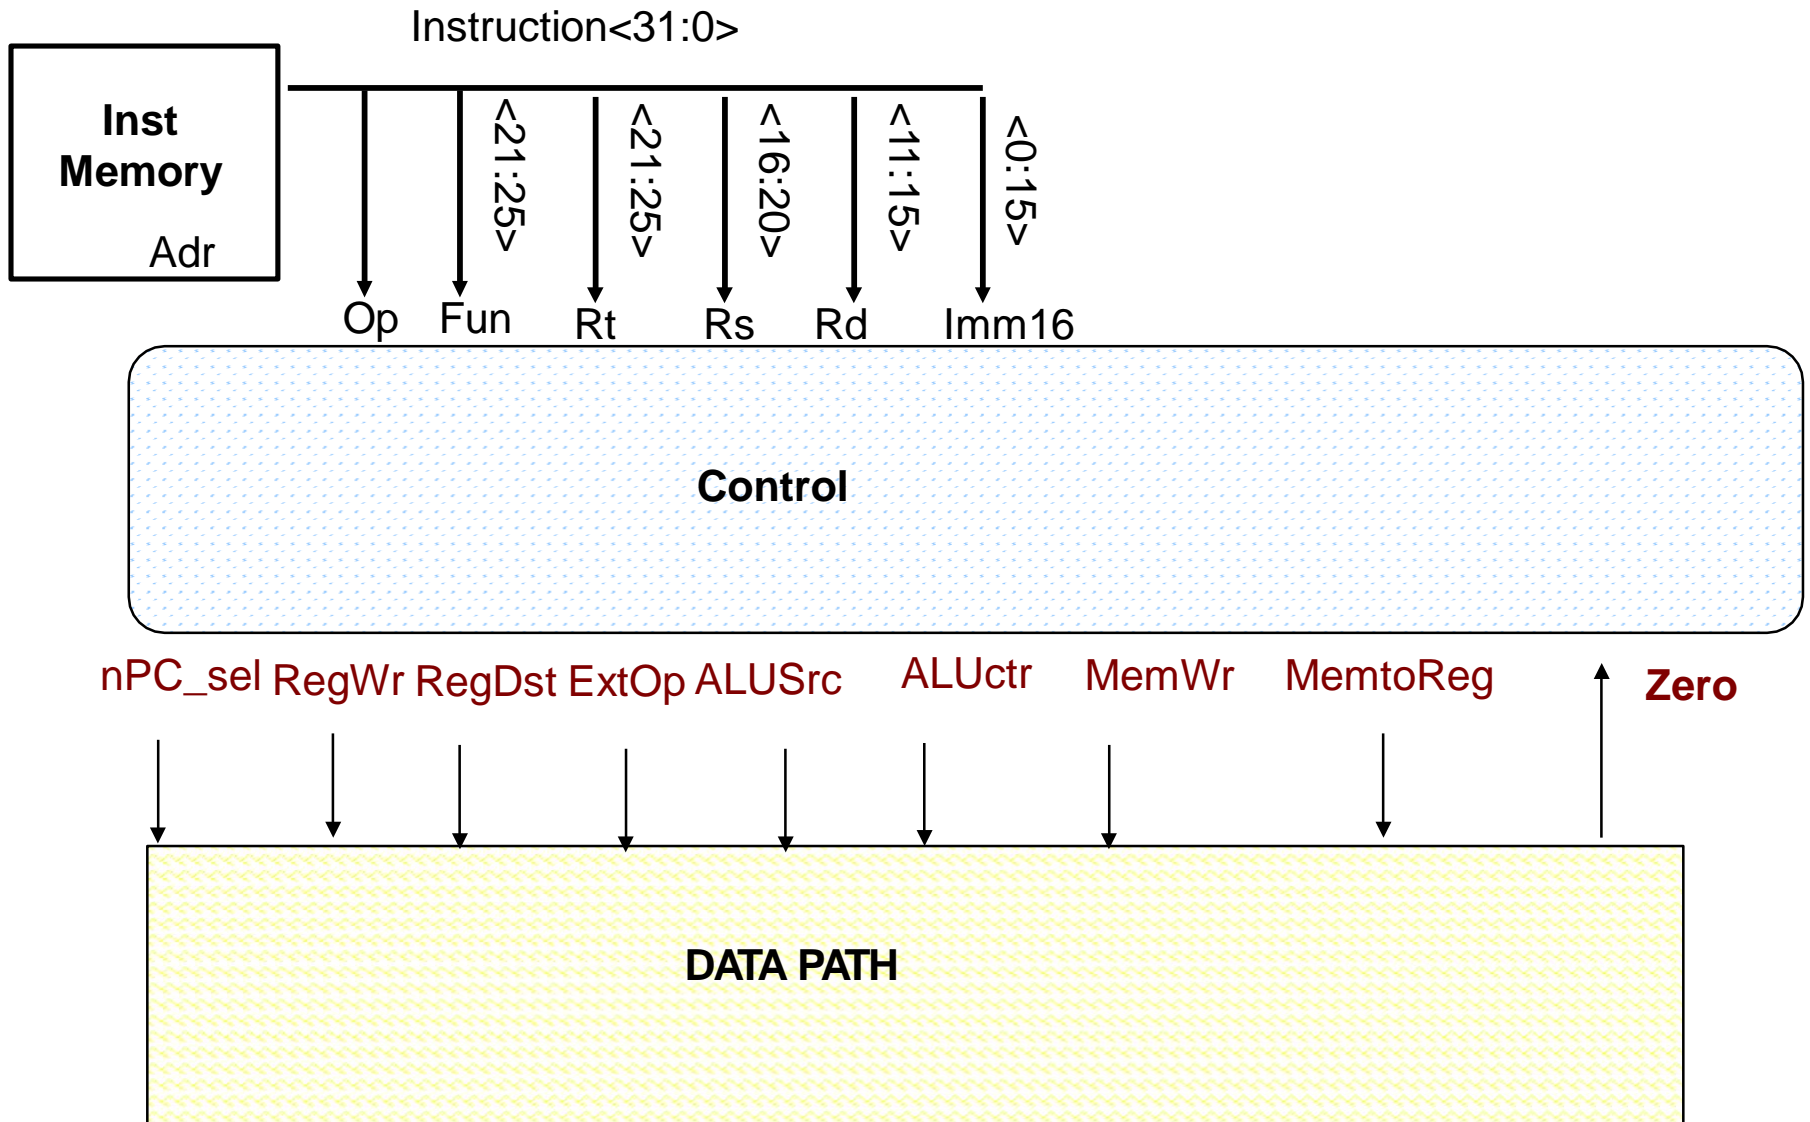 Instruction<31:0>
Inst
Memory
Adr
<21:25>
<21:25>
<16:20>
<11:15>
<0:15>
Op Fun Rt Rs Rd Imm16
Control
nPC_sel RegWr RegDst ExtOp ALUSrc ALUctr MemWr MemtoReg Zero
DATA PATH